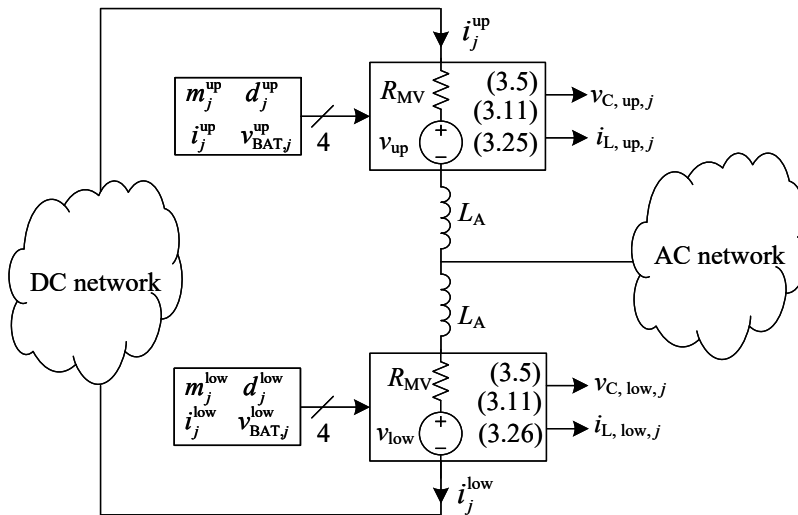 i_j^up
m_j^up d_j^up
i_j^up v_BAT,j^up
4
R_MV
(3.5)
(3.11)
(3.25)
v_up
+
−
v_C, up, j
i_L, up, j
L_A
DC network
AC network
L_A
m_j^low d_j^low
i_j^low v_BAT,j^low
4
R_MV
(3.5)
(3.11)
(3.26)
v_low
+
−
v_C, low, j
i_L, low, j
i_j^low